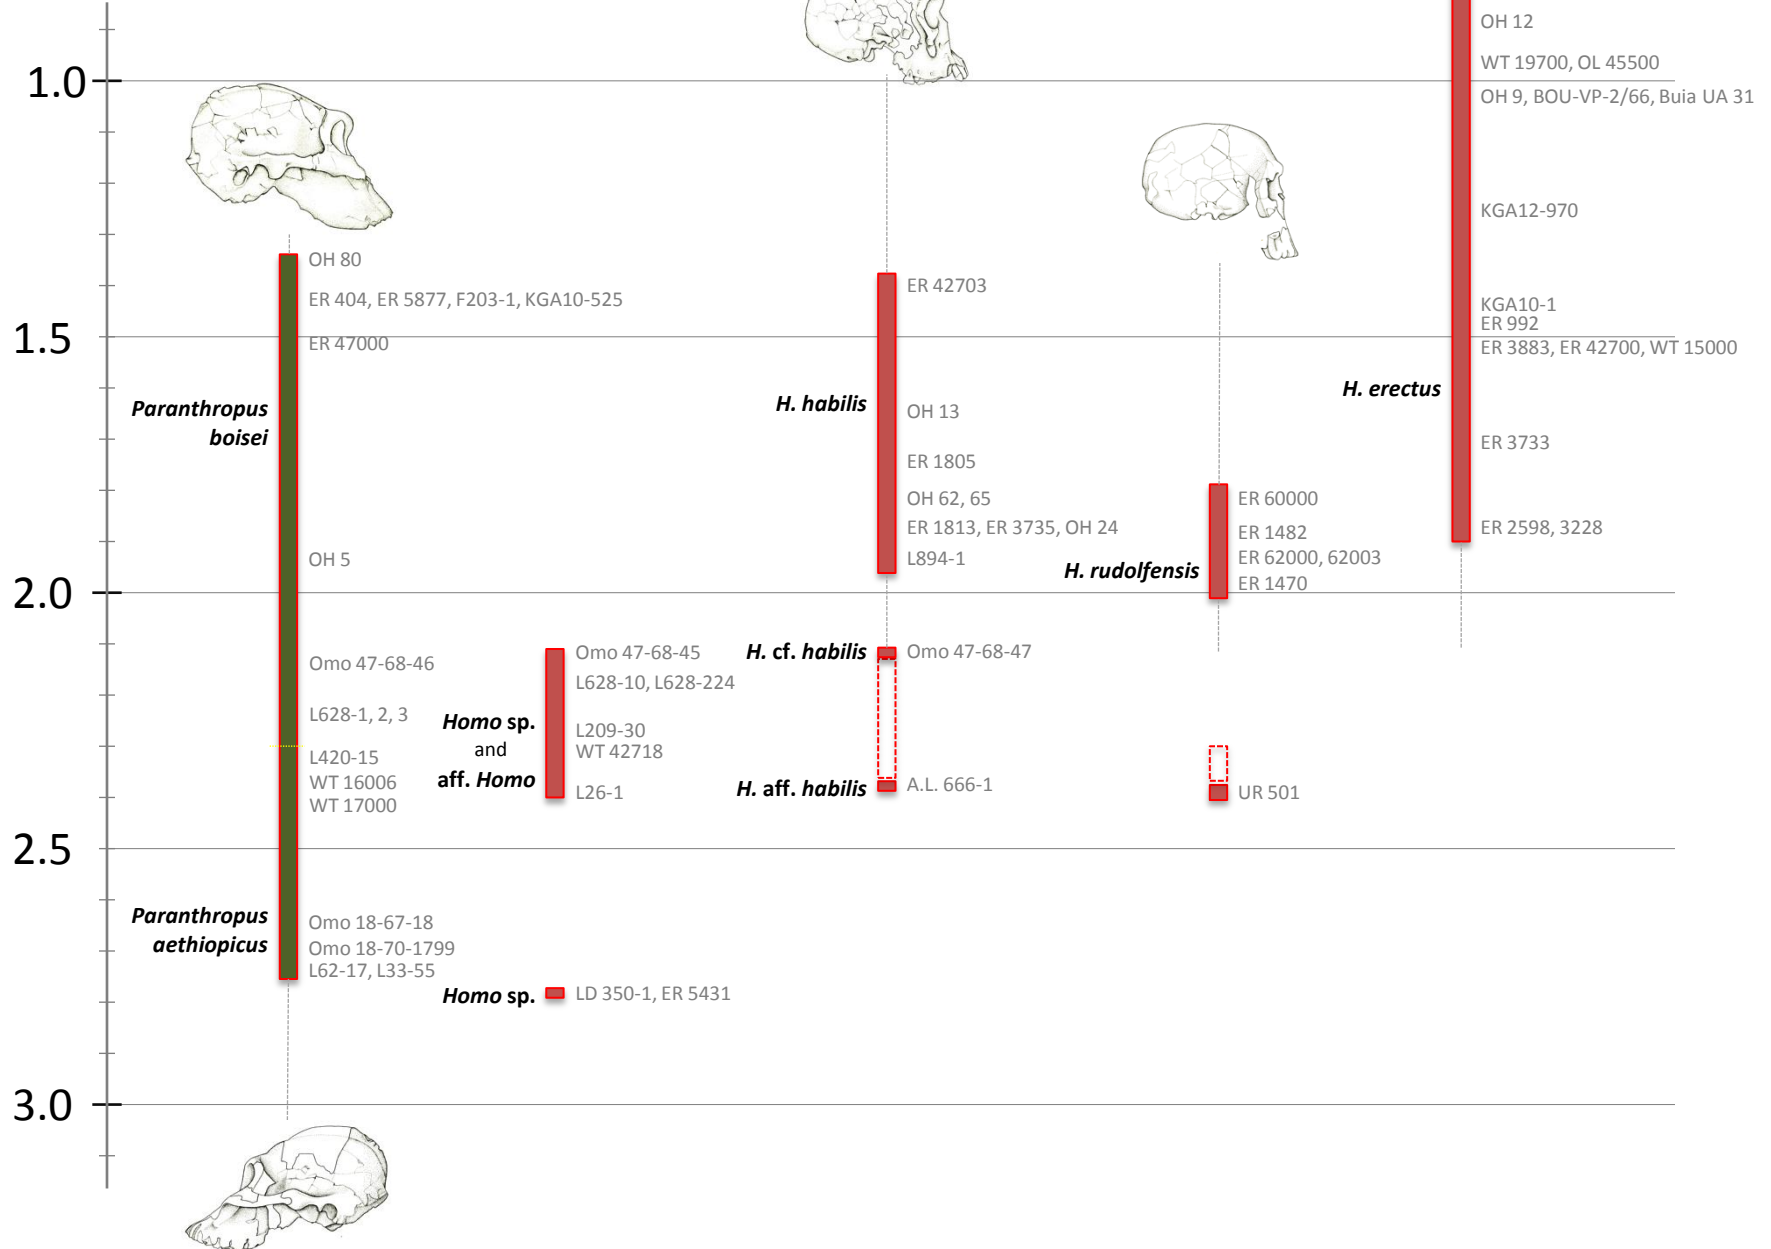 1.0
1.5
2.0
2.5
3.0
OH 80
ER 404, ER 5877, F203-1, KGA10-525
ER 47000
Paranthropus
boisei
OH 5
Omo 47-68-46
L628-1, 2, 3
L420-15
WT 16006
WT 17000
Paranthropus
aethiopicus
Omo 18-67-18
Omo 18-70-1799
L62-17, L33-55
Homo sp.
and
aff. Homo
Omo 47-68-45
L628-10, L628-224
L209-30
WT 42718
L26-1
Homo sp.
LD 350-1, ER 5431
H. habilis
ER 42703
OH 13
ER 1805
OH 62, 65
ER 1813, ER 3735, OH 24
L894-1
H. cf. habilis
Omo 47-68-47
H. aff. habilis
A.L. 666-1
H. rudolfensis
ER 60000
ER 1482
ER 62000, 62003
ER 1470
UR 501
H. erectus
OH 12
WT 19700, OL 45500
OH 9, BOU-VP-2/66, Buia UA 31
KGA12-970
KGA10-1
ER 992
ER 3883, ER 42700, WT 15000
ER 3733
ER 2598, 3228